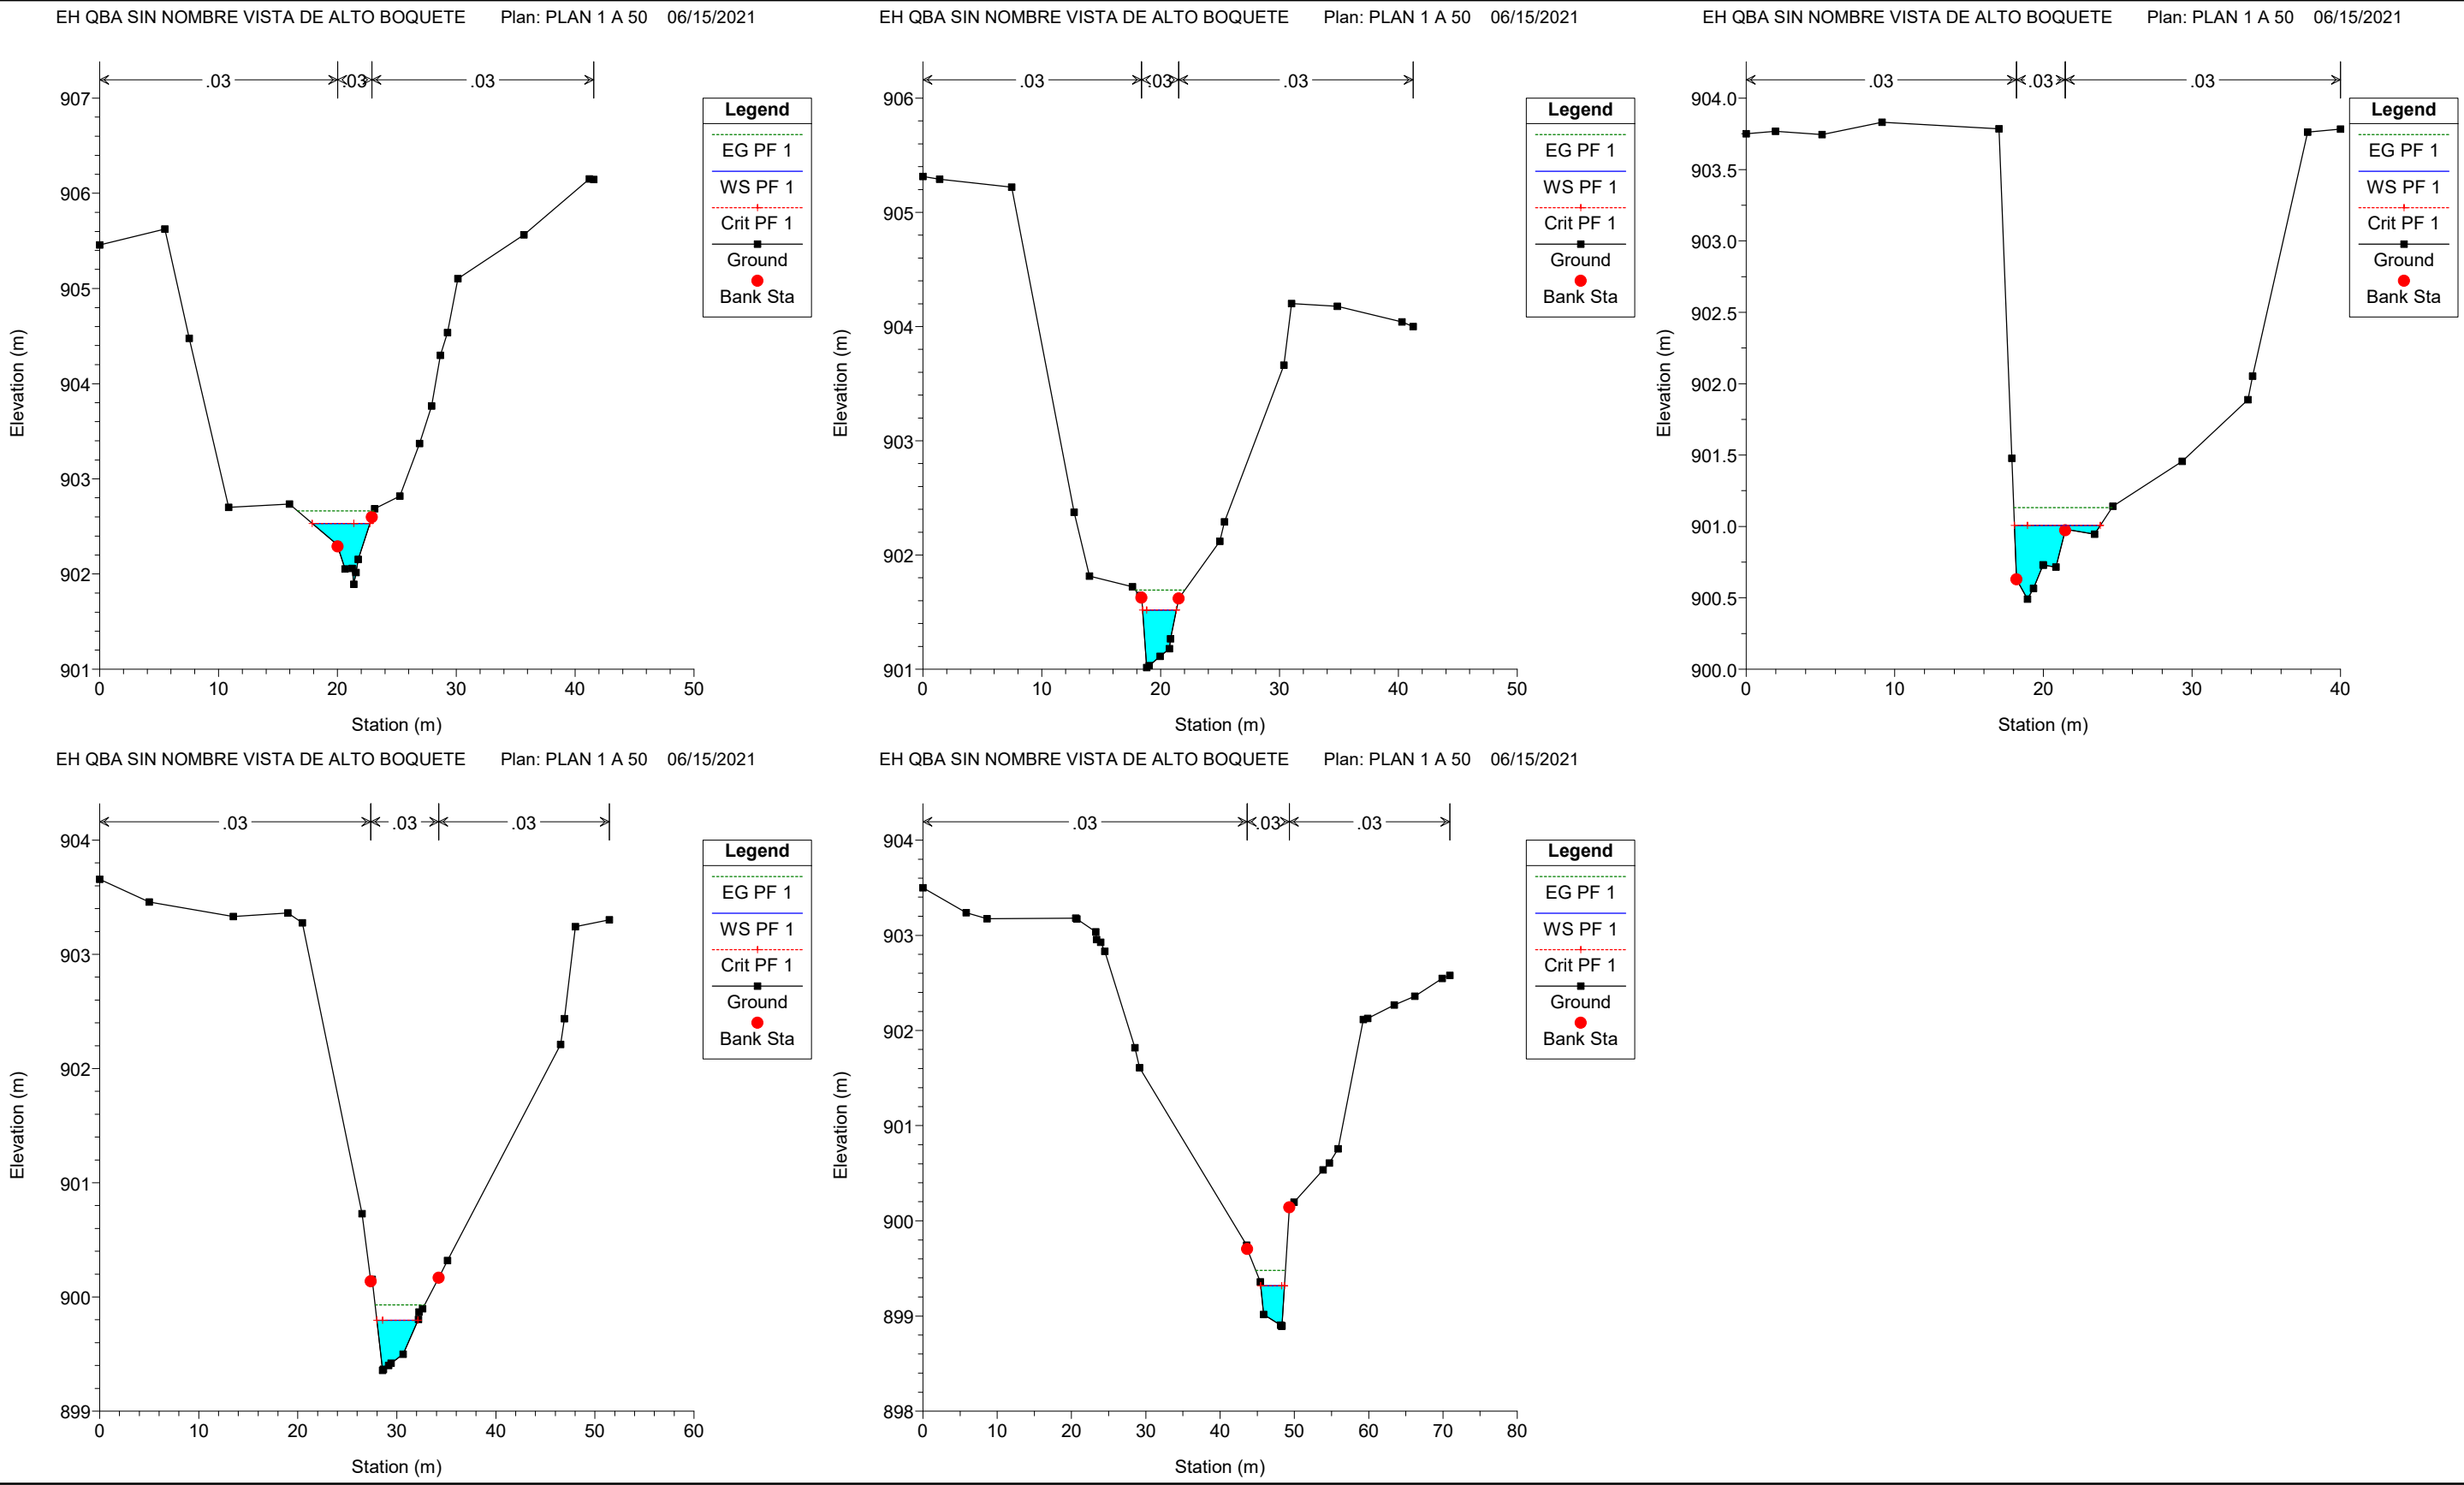 EH QBA SIN NOMBRE VISTA DE ALTO BOQUETE Plan: PLAN 1 A 50 06/15/2021
.03 .03 .03
907
906
905
904
903
902
901
Elevation (m)
0 10 20 30 40 50
Station (m)
Legend
EG PF 1
WS PF 1
Crit PF 1
Ground
Bank Sta
EH QBA SIN NOMBRE VISTA DE ALTO BOQUETE Plan: PLAN 1 A 50 06/15/2021
.03 .03 .03
906
905
904
903
902
901
Elevation (m)
0 10 20 30 40 50
Station (m)
Legend
EG PF 1
WS PF 1
Crit PF 1
Ground
Bank Sta
EH QBA SIN NOMBRE VISTA DE ALTO BOQUETE Plan: PLAN 1 A 50 06/15/2021
.03 .03 .03
904.0
903.5
903.0
902.5
902.0
901.5
901.0
900.5
900.0
Elevation (m)
0 10 20 30 40
Station (m)
Legend
EG PF 1
WS PF 1
Crit PF 1
Ground
Bank Sta
EH QBA SIN NOMBRE VISTA DE ALTO BOQUETE Plan: PLAN 1 A 50 06/15/2021
.03 .03 .03
904
903
902
901
900
899
Elevation (m)
0 10 20 30 40 50 60
Station (m)
Legend
EG PF 1
WS PF 1
Crit PF 1
Ground
Bank Sta
EH QBA SIN NOMBRE VISTA DE ALTO BOQUETE Plan: PLAN 1 A 50 06/15/2021
.03 .03 .03
904
903
902
901
900
899
898
Elevation (m)
0 10 20 30 40 50 60 70 80
Station (m)
Legend
EG PF 1
WS PF 1
Crit PF 1
Ground
Bank Sta